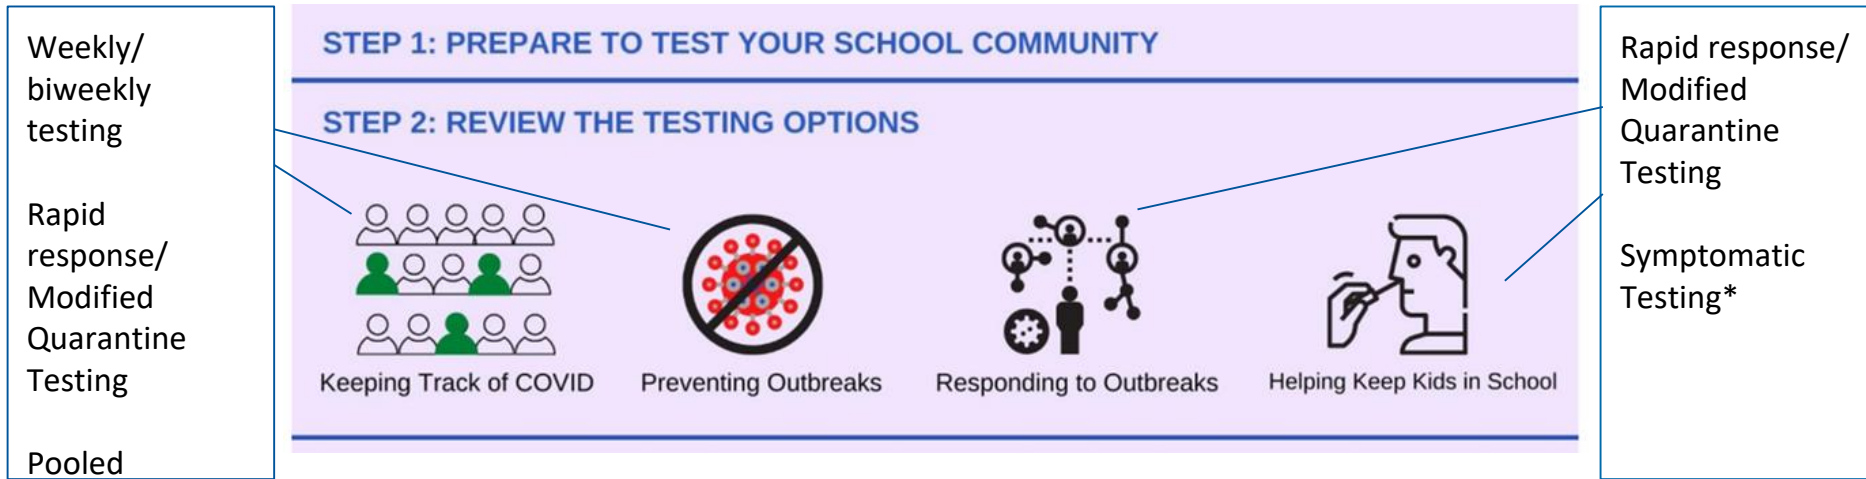 Weekly/
biweekly
testing
Rapid
response/
Modified
Quarantine
Testing
Pooled
STEP 1: PREPARE TO TEST YOUR SCHOOL COMMUNITY
STEP 2: REVIEW THE TESTING OPTIONS
Keeping Track of COVID
Preventing Outbreaks
Responding to Outbreaks
Helping Keep Kids in School
Rapid response/
Modified
Quarantine
Testing
Symptomatic
Testing*